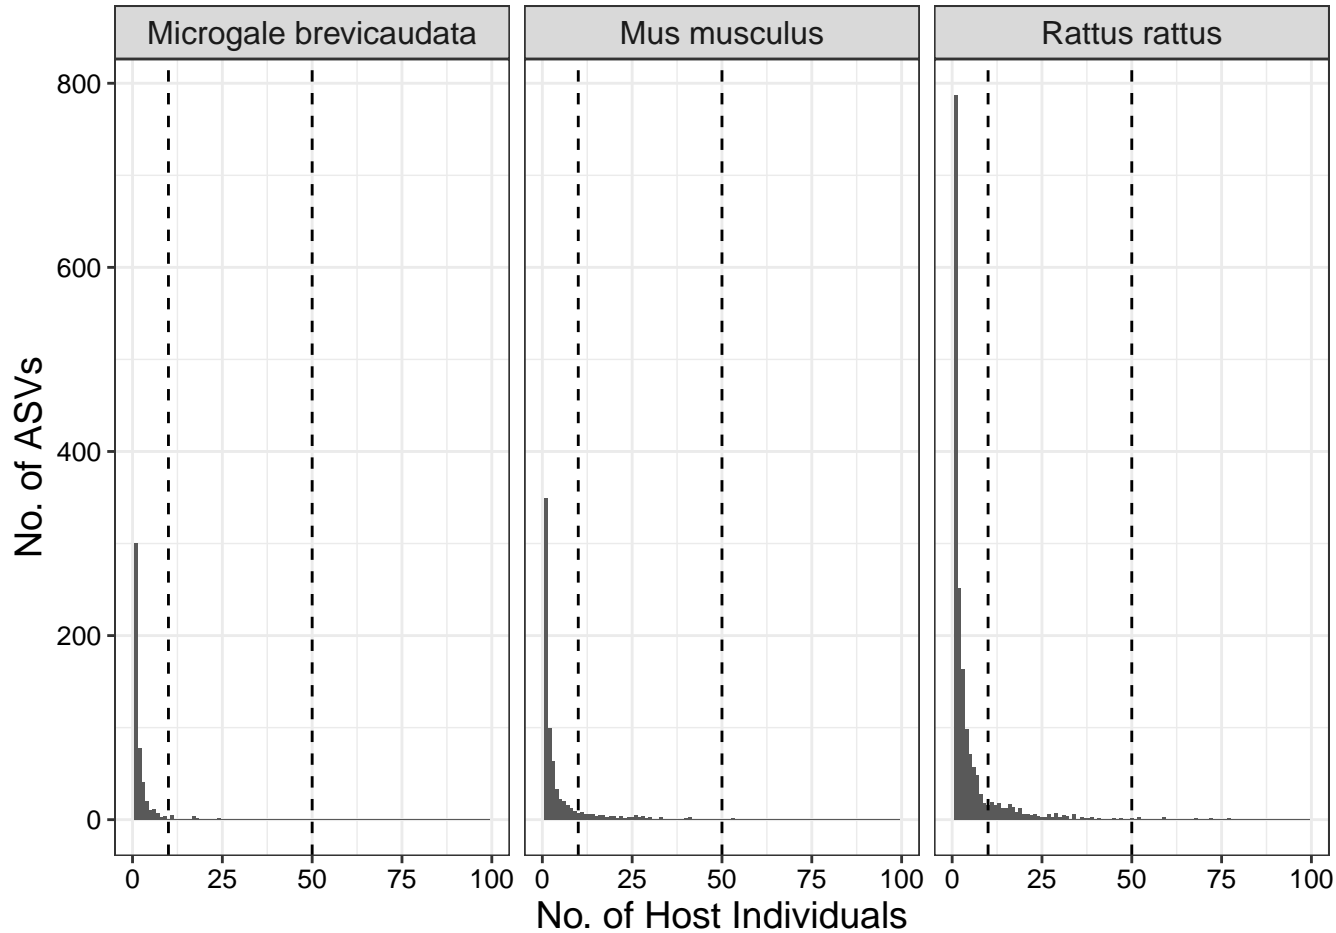 Microgale brevicaudata Mus musculus Rattus rattus
800
600
400
200
0
No. of ASVs
0 25 50 75 100 0 25 50 75 100 0 25 50 75 100
No. of Host Individuals